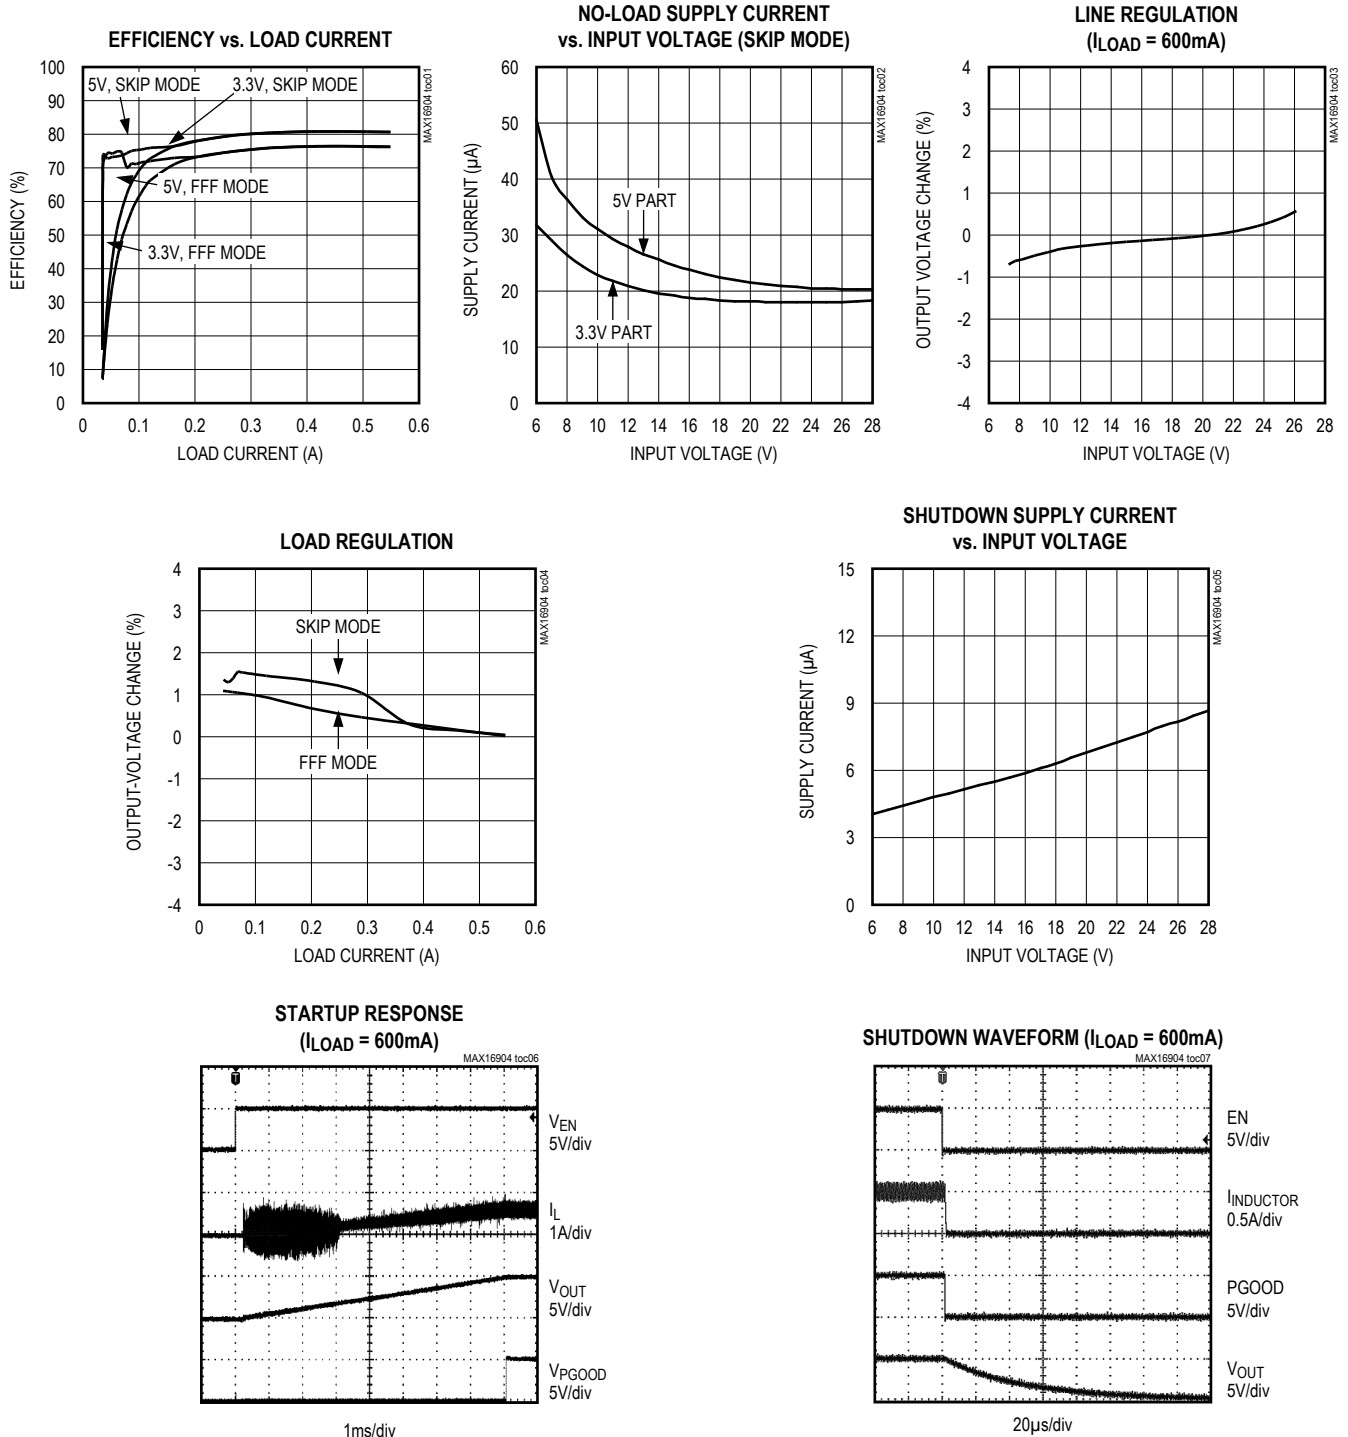 EFFICIENCY vs. LOAD CURRENT
MAX16904 toc01
EFFICIENCY (%)
100
90
80
70
60
50
40
30
20
10
0
5V, SKIP MODE
3.3V, SKIP MODE
5V, FFF MODE
3.3V, FFF MODE
0 0.1 0.2 0.3 0.4 0.5 0.6
LOAD CURRENT (A)
NO-LOAD SUPPLY CURRENT
vs. INPUT VOLTAGE (SKIP MODE)
MAX16904 toc02
SUPPLY CURRENT (µA)
60
50
40
30
20
10
0
5V PART
3.3V PART
6 8 10 12 14 16 18 20 22 24 26 28
INPUT VOLTAGE (V)
LINE REGULATION
(ILOAD = 600mA)
MAX16904 toc03
OUTPUT VOLTAGE CHANGE (%)
4
3
2
1
0
-1
-2
-3
-4
6 8 10 12 14 16 18 20 22 24 26 28
INPUT VOLTAGE (V)
LOAD REGULATION
MAX16904 toc04
OUTPUT-VOLTAGE CHANGE (%)
4
3
2
1
0
-1
-2
-3
-4
SKIP MODE
FFF MODE
0 0.1 0.2 0.3 0.4 0.5 0.6
LOAD CURRENT (A)
SHUTDOWN SUPPLY CURRENT
vs. INPUT VOLTAGE
MAX16904 toc05
SUPPLY CURRENT (µA)
15
12
9
6
3
0
6 8 10 12 14 16 18 20 22 24 26 28
INPUT VOLTAGE (V)
STARTUP RESPONSE
(ILOAD = 600mA)
MAX16904 toc06
T
VEN
5V/div
IL
1A/div
VOUT
5V/div
VPGOOD
5V/div
1ms/div
SHUTDOWN WAVEFORM (ILOAD = 600mA)
MAX16904 toc07
T
EN
5V/div
IINDUCTOR
0.5A/div
PGOOD
5V/div
VOUT
5V/div
20µs/div